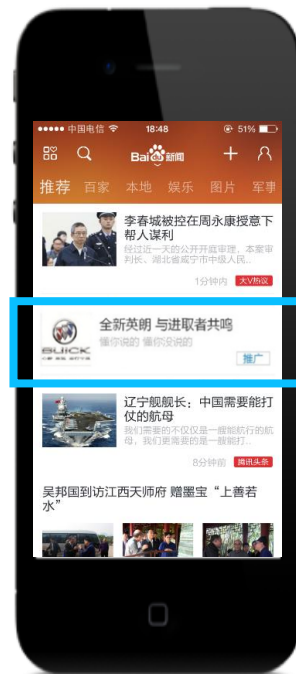 中国电信 18:48 51%
Bai 新闻
推荐 百家 本地 娱乐 图片 军事
李春城被控在周永康授意下
帮人谋利
经过近一天的公开开庭审理，本案审
判长、湖北省咸宁市中级人民..
1分钟内 大V热议
BUICK
全新英朗 与进取者共鸣
懂你说的 懂你没说的
推广
辽宁舰舰长：中国需要能打
仗的航母
我们需要的不仅仅是一艘能航行的航
母，我们更需要的是一艘能打..
8分钟前 腾讯头条
吴邦国到访江西天师府 赠墨宝“上善若
水”